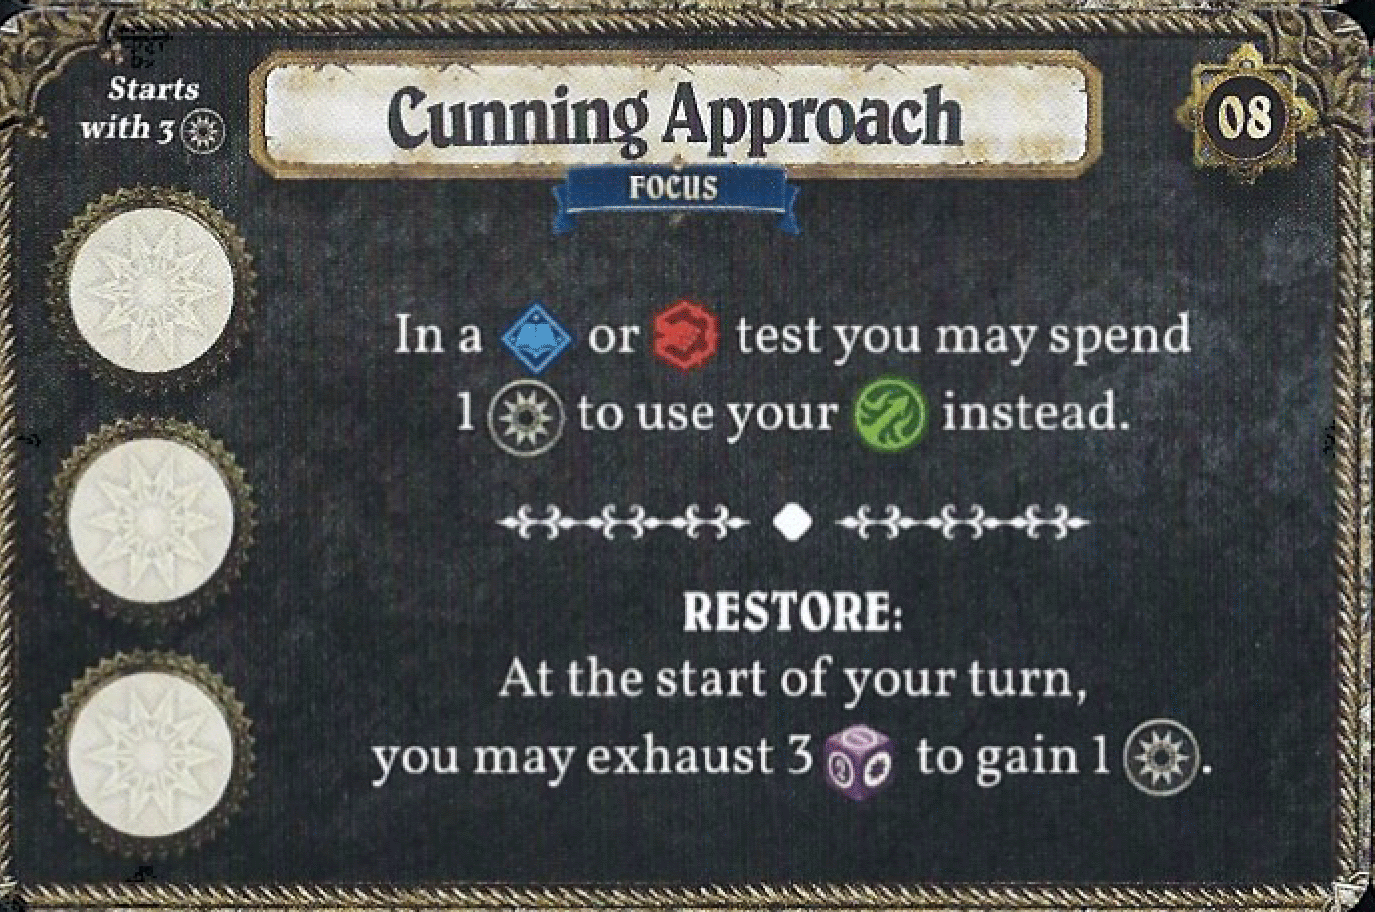 Starts
with 3
Cunning Approach
08
FOCUS
In a or test you may spend
1 to use your instead.
RESTORE:
At the start of your turn,
you may exhaust 3 to gain 1 .